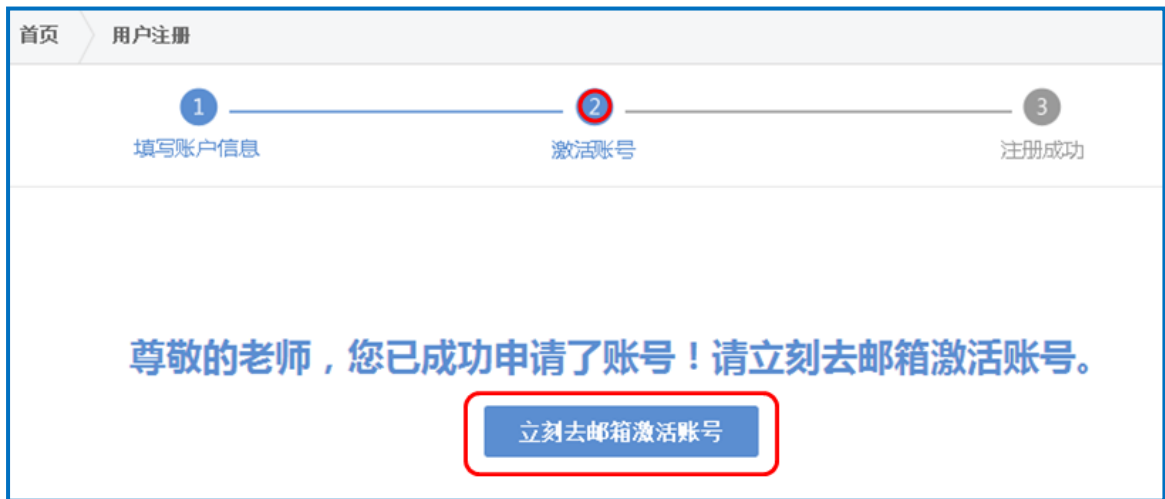 首页 用户注册
1 2 3
填写账户信息 激活账号 注册成功
尊敬的老师，您已成功申请了账号！请立刻去邮箱激活账号。
立刻去邮箱激活账号